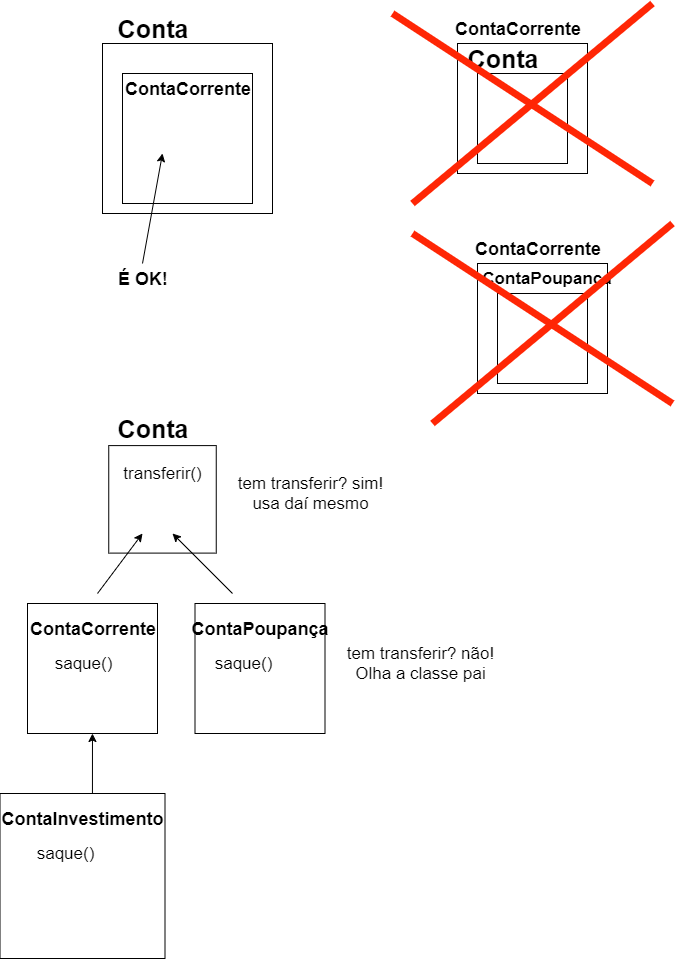 Conta
ContaCorrente
É OK!
ContaCorrente
Conta
ContaCorrente
ContaPoupança
Conta
transferir()
tem transferir? sim!
usa daí mesmo
ContaCorrente
saque()
ContaPoupança
saque()
tem transferir? não!
Olha a classe pai
ContaInvestimento
saque()